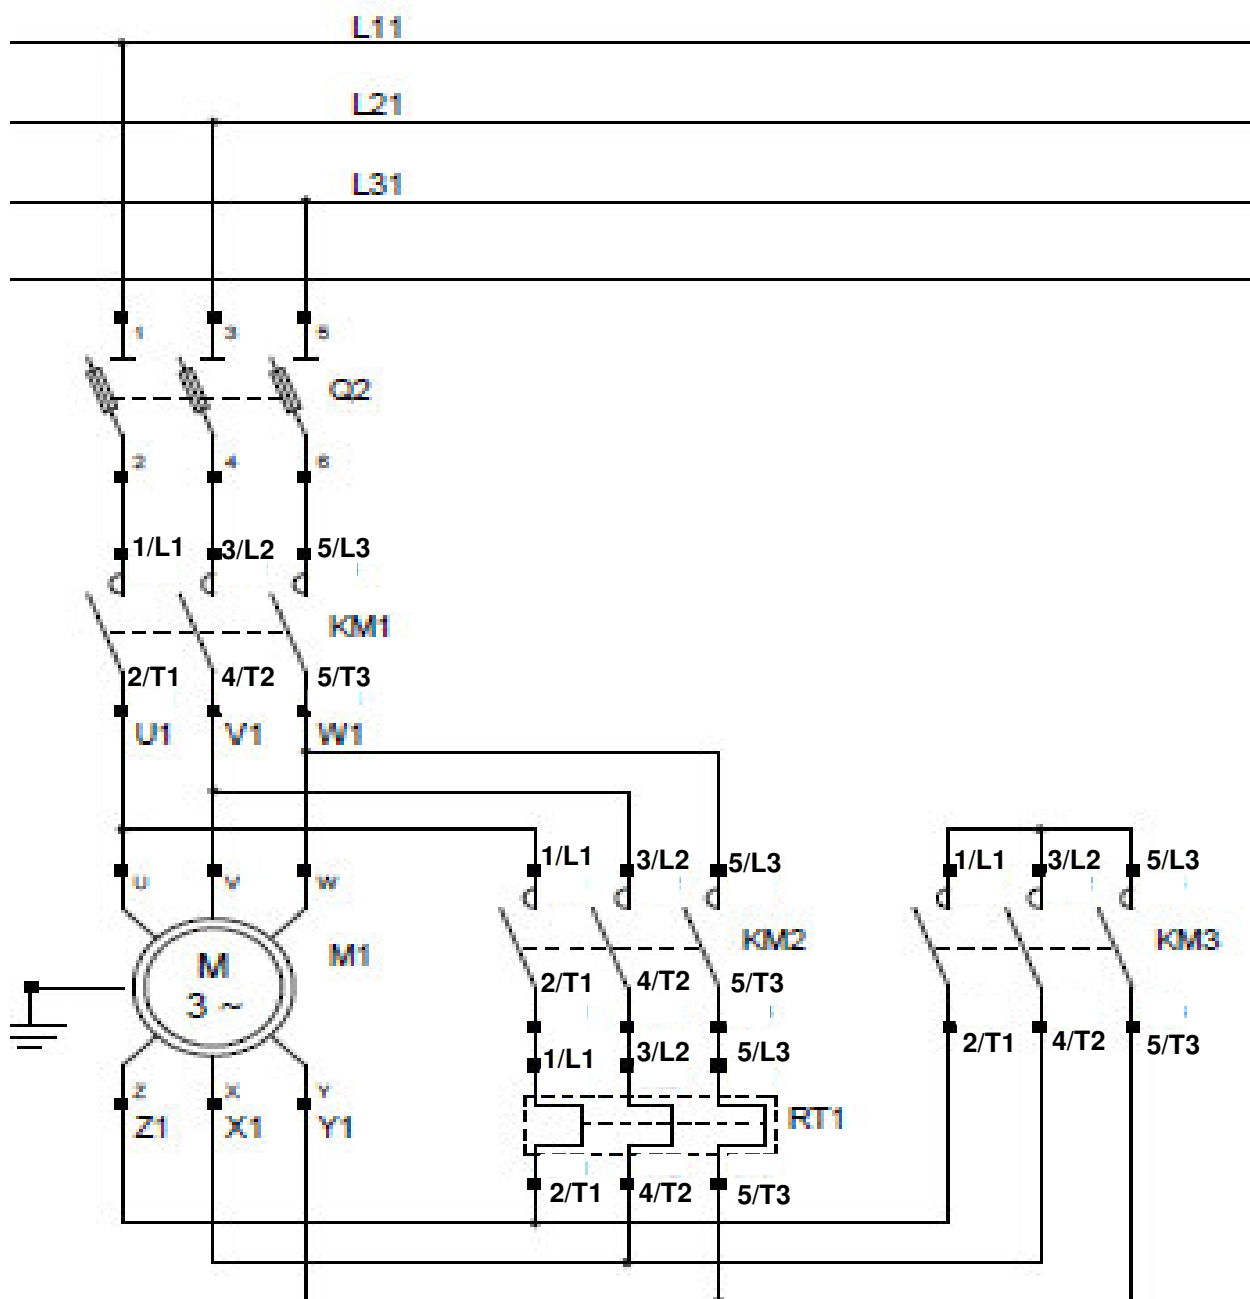 L11
L21
L31
1 3 5
Q2
2 4 6
1/L1 3/L2 5/L3
KM1
2/T1 4/T2 5/T3
U1 V1 W1
1/L1 3/L2 5/L3 1/L1 3/L2 5/L3
U V W
KM2 KM3
M1
M
3 ~
2/T1 4/T2 5/T3
2/T1 4/T2 5/T3
1/L1 3/L2 5/L3
Z X Y
Z1 X1 Y1 RT1
2/T1 4/T2 5/T3